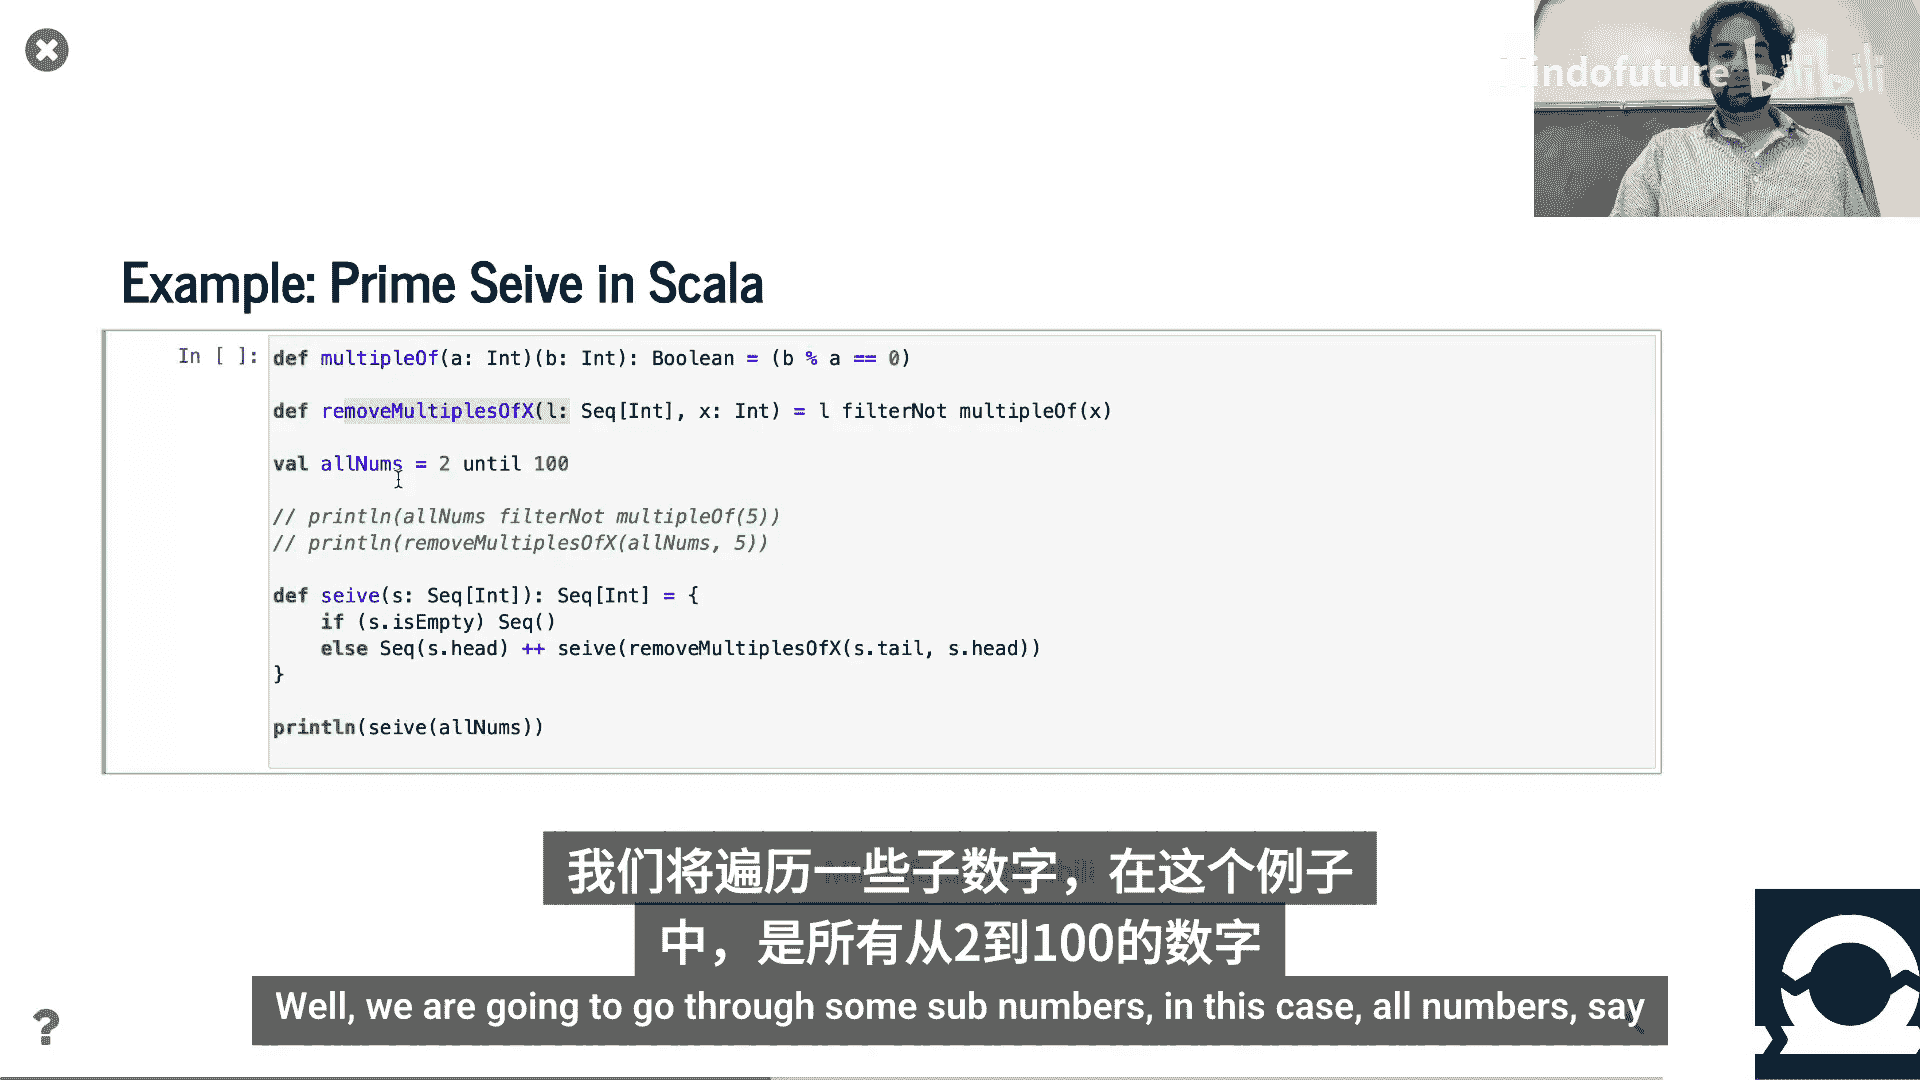 indofuture bilibili
Example: Prime Seive in Scala
In [ ]:
def multipleOf(a: Int)(b: Int): Boolean = (b % a == 0)
def removeMultiplesOfX(l: Seq[Int], x: Int) = l filterNot multipleOf(x)
val allNums = 2 until 100
// println(allNums filterNot multipleOf(5))
// println(removeMultiplesOfX(allNums, 5))
def seive(s: Seq[Int]): Seq[Int] = {
if (s.isEmpty) Seq()
else Seq(s.head) ++ seive(removeMultiplesOfX(s.tail, s.head))
}
println(seive(allNums))
我们将遍历一些子数字，在这个例子
中，是所有从2到100的数字
Well, we are going to go through some sub numbers, in this case, all numbers, say
?